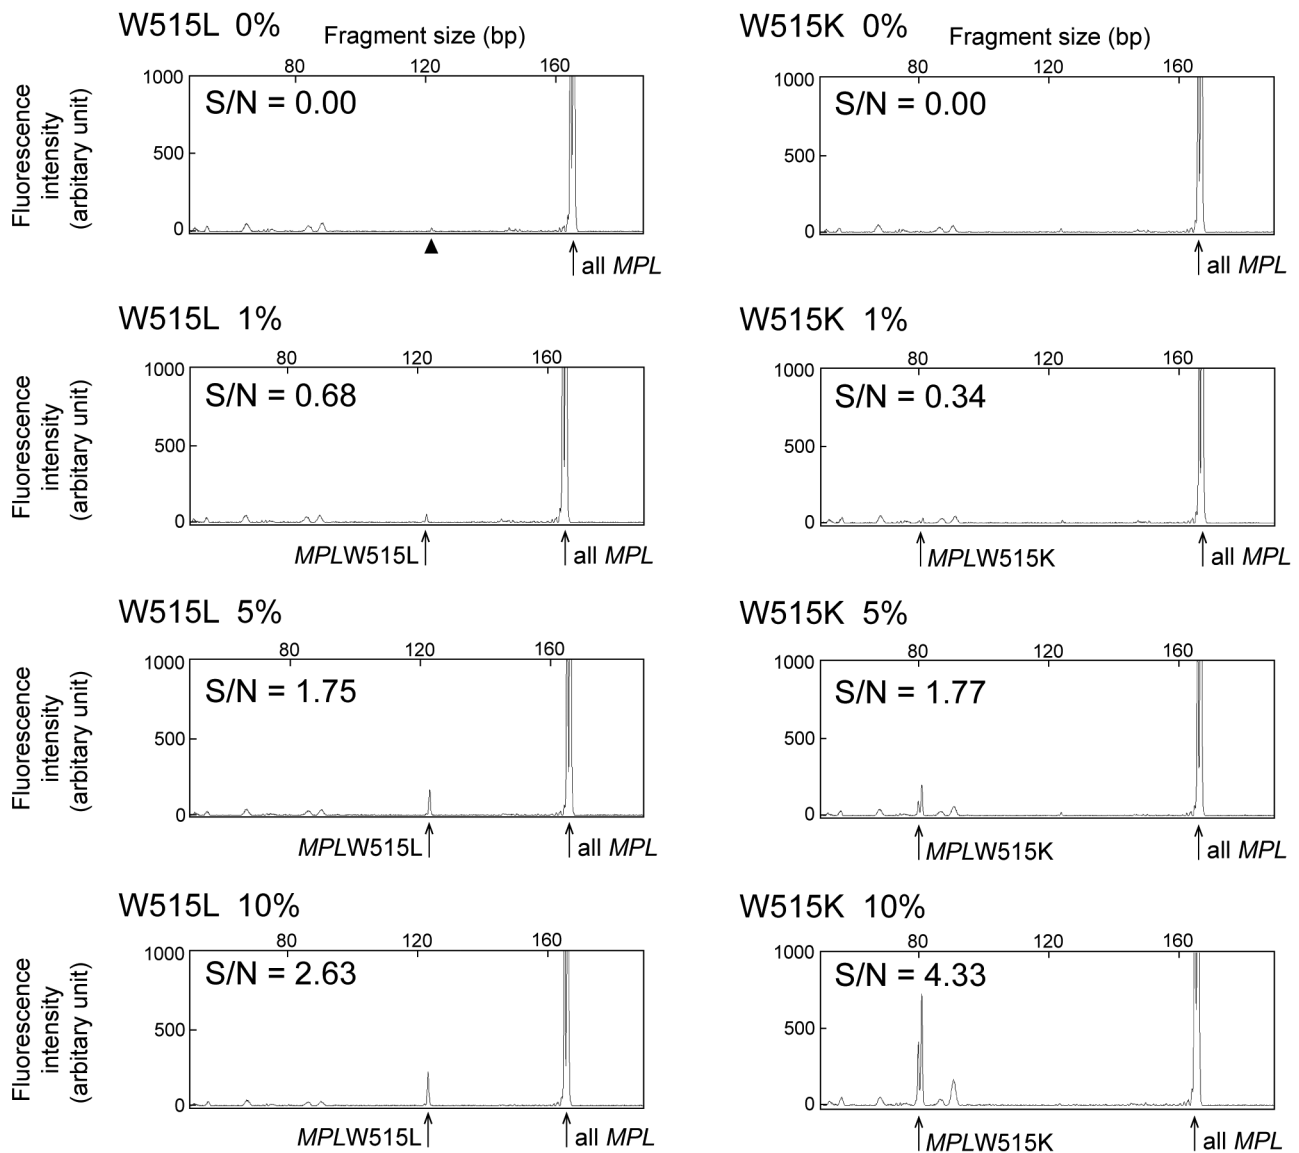 W515L 0%
Fragment size (bp)
80 120 160
Fluorescence
intensity
(arbitary unit)
1000
500
0
S/N = 0.00
all MPL
W515K 0%
Fragment size (bp)
80 120 160
1000
500
0
S/N = 0.00
all MPL
W515L 1%
80 120 160
Fluorescence
intensity
(arbitary unit)
1000
500
0
S/N = 0.68
MPLW515L
all MPL
W515K 1%
80 120 160
1000
500
0
S/N = 0.34
MPLW515K
all MPL
W515L 5%
80 120 160
Fluorescence
intensity
(arbitary unit)
1000
500
0
S/N = 1.75
MPLW515L
all MPL
W515K 5%
80 120 160
1000
500
0
S/N = 1.77
MPLW515K
all MPL
W515L 10%
80 120 160
Fluorescence
intensity
(arbitary unit)
1000
500
0
S/N = 2.63
MPLW515L
all MPL
W515K 10%
80 120 160
1000
500
0
S/N = 4.33
MPLW515K
all MPL